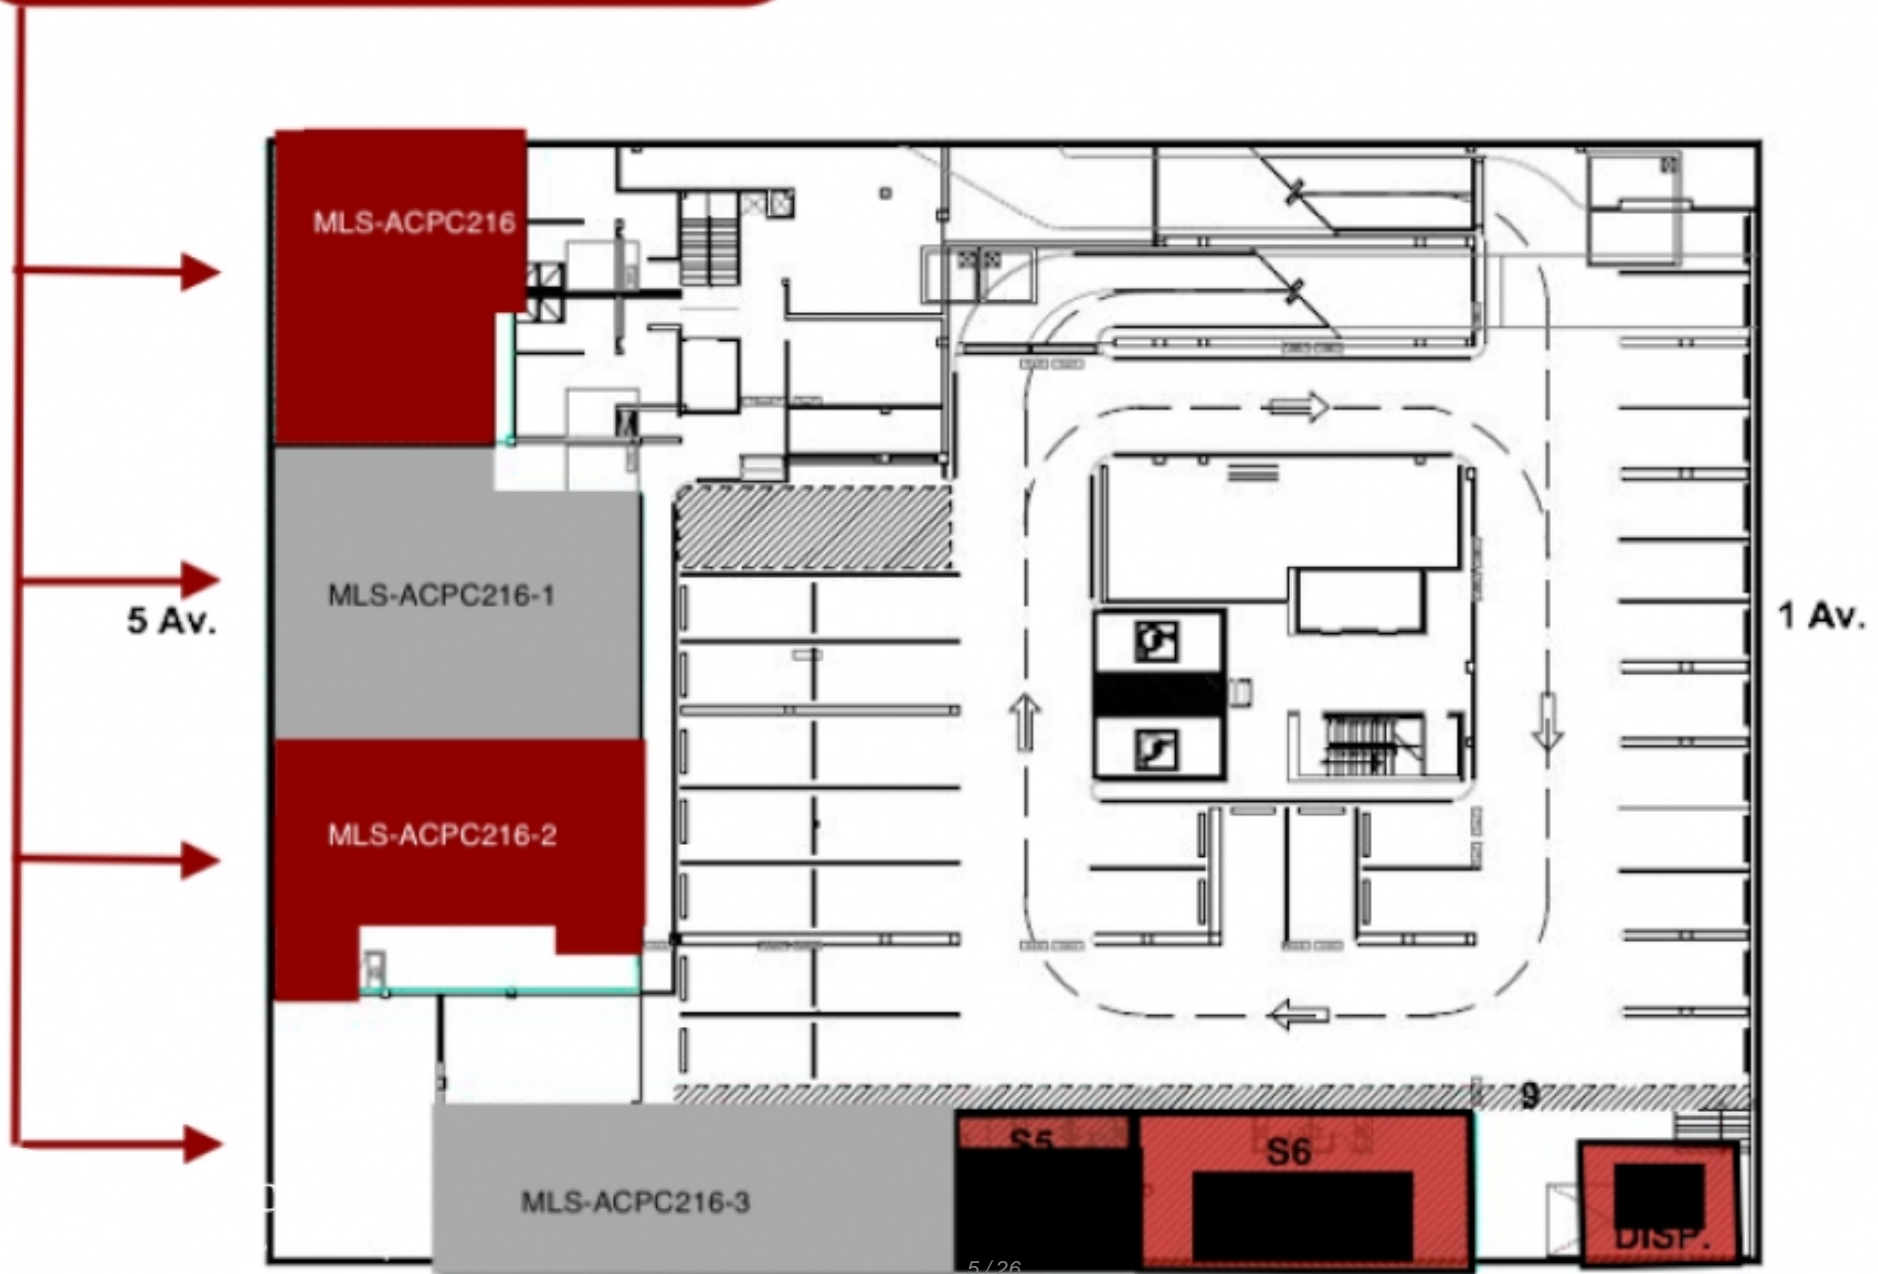 MLS-ACPC216
MLS-ACPC216-1
5 Av.
1 Av.
MLS-ACPC216-2
9
S5
S6
MLS-ACPC216-3
DISP.
5 / 26